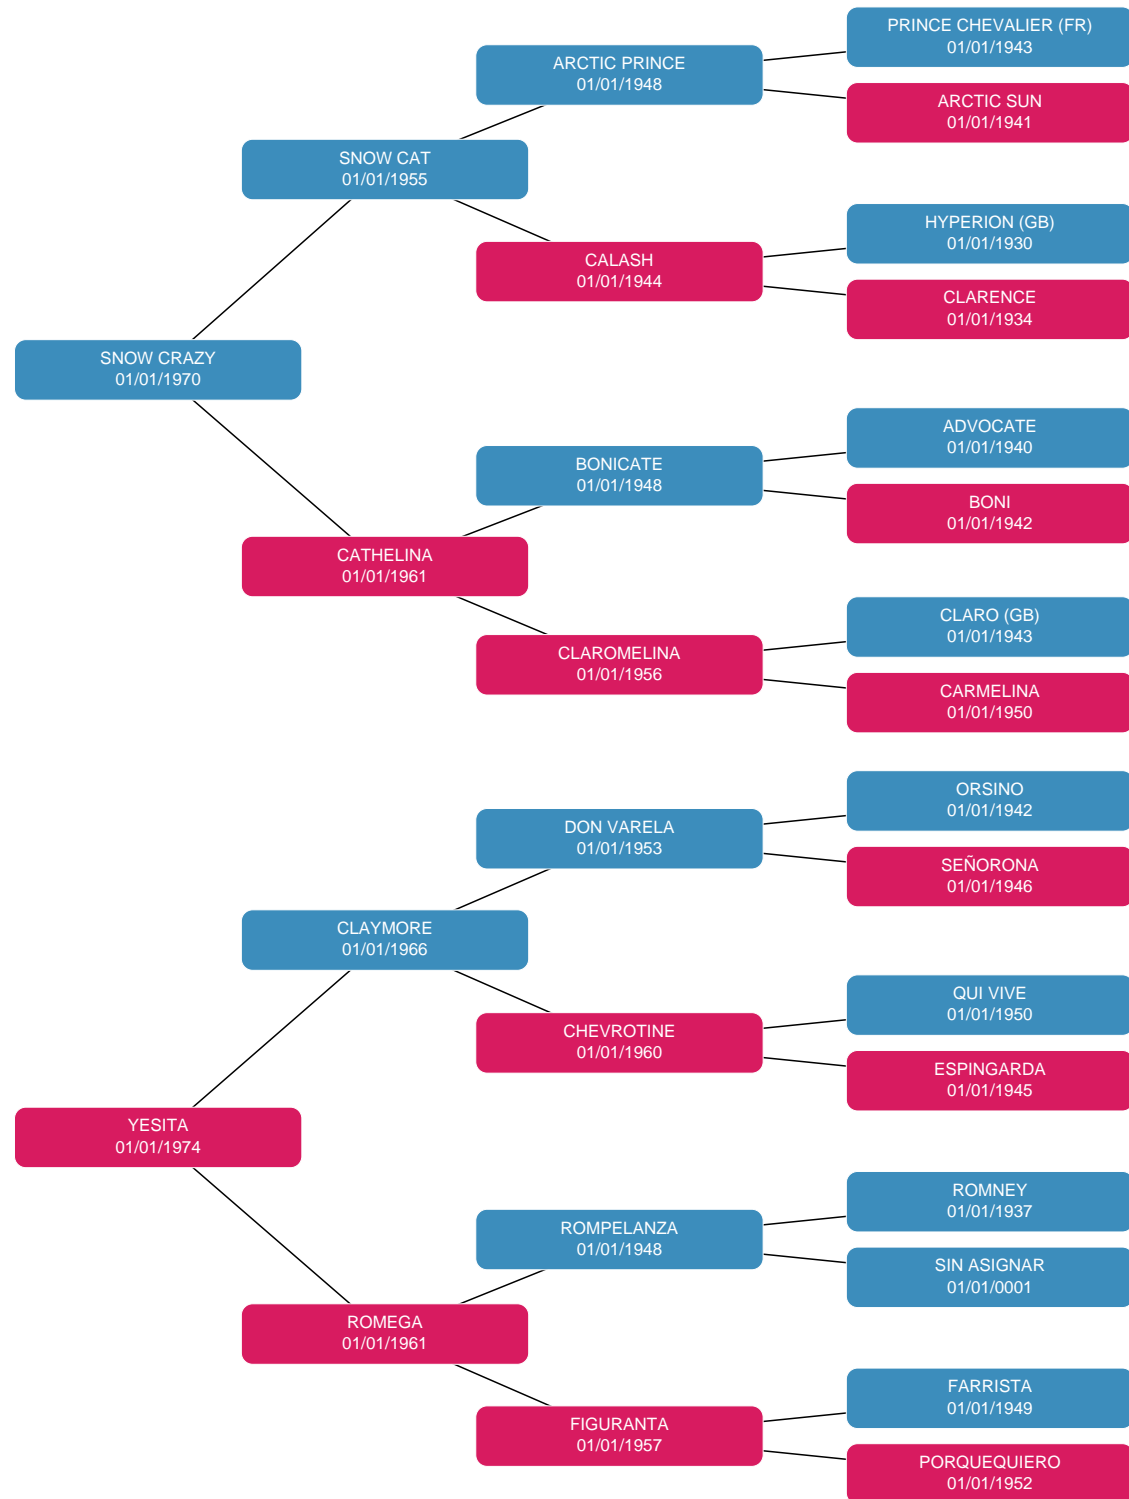 PRINCE CHEVALIER (FR)
01/01/1943
ARCTIC PRINCE
01/01/1948
ARCTIC SUN
01/01/1941
SNOW CAT
01/01/1955
HYPERION (GB)
01/01/1930
CALASH
01/01/1944
CLARENCE
01/01/1934
SNOW CRAZY
01/01/1970
ADVOCATE
01/01/1940
BONICATE
01/01/1948
BONI
01/01/1942
CATHELINA
01/01/1961
CLARO (GB)
01/01/1943
CLAROMELINA
01/01/1956
CARMELINA
01/01/1950
ORSINO
01/01/1942
DON VARELA
01/01/1953
SEÑORONA
01/01/1946
CLAYMORE
01/01/1966
QUI VIVE
01/01/1950
CHEVROTINE
01/01/1960
ESPINGARDA
01/01/1945
YESITA
01/01/1974
ROMNEY
01/01/1937
ROMPELANZA
01/01/1948
SIN ASIGNAR
01/01/0001
ROMEGA
01/01/1961
FARRISTA
01/01/1949
FIGURANTA
01/01/1957
PORQUEQUIERO
01/01/1952